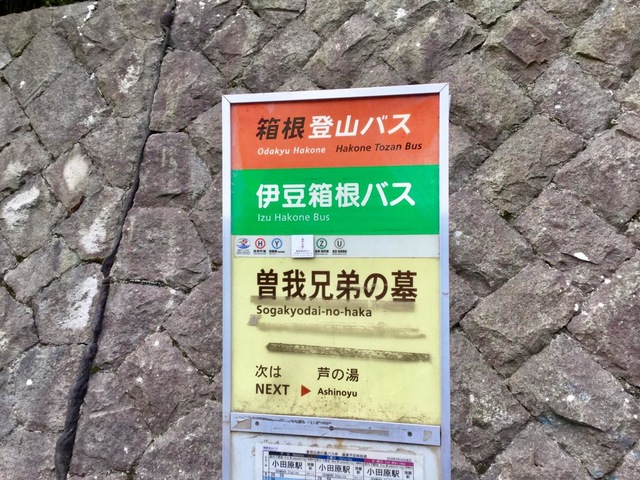 箱根登山バス
Odakyu Hakone Hakone Tozan Bus
伊豆箱根バス
Izu Hakone Bus
H Y Z U
曽我兄弟の墓
Sogakyodai-no-haka
次は 芦の湯
NEXT Ashinoyu
小田原駅 小田原駅 小田原駅